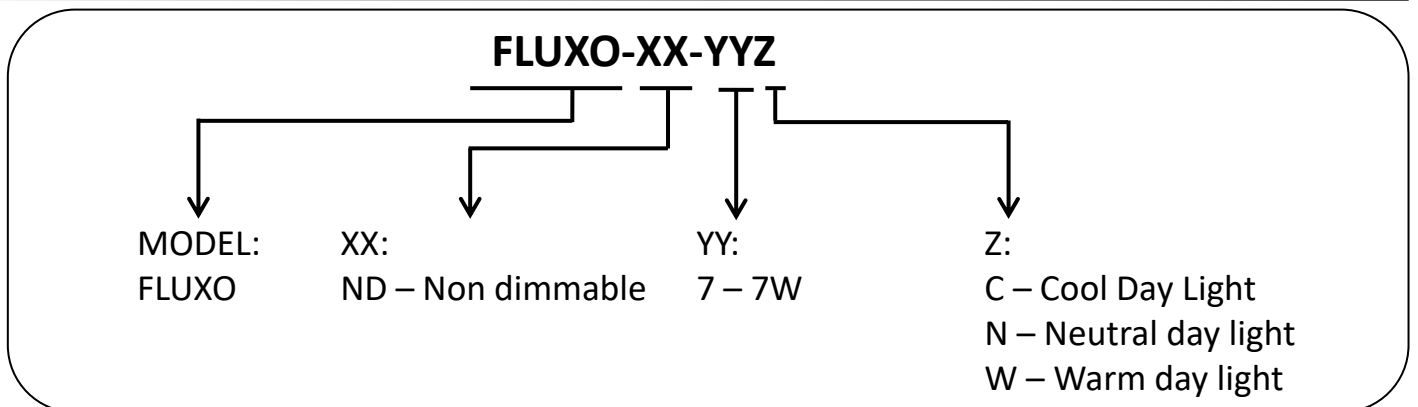 FLUXO-XX-YYZ
MODEL:
FLUXO
XX:
ND – Non dimmable
YY:
7 – 7W
Z:
C – Cool Day Light
N – Neutral day light
W – Warm day light